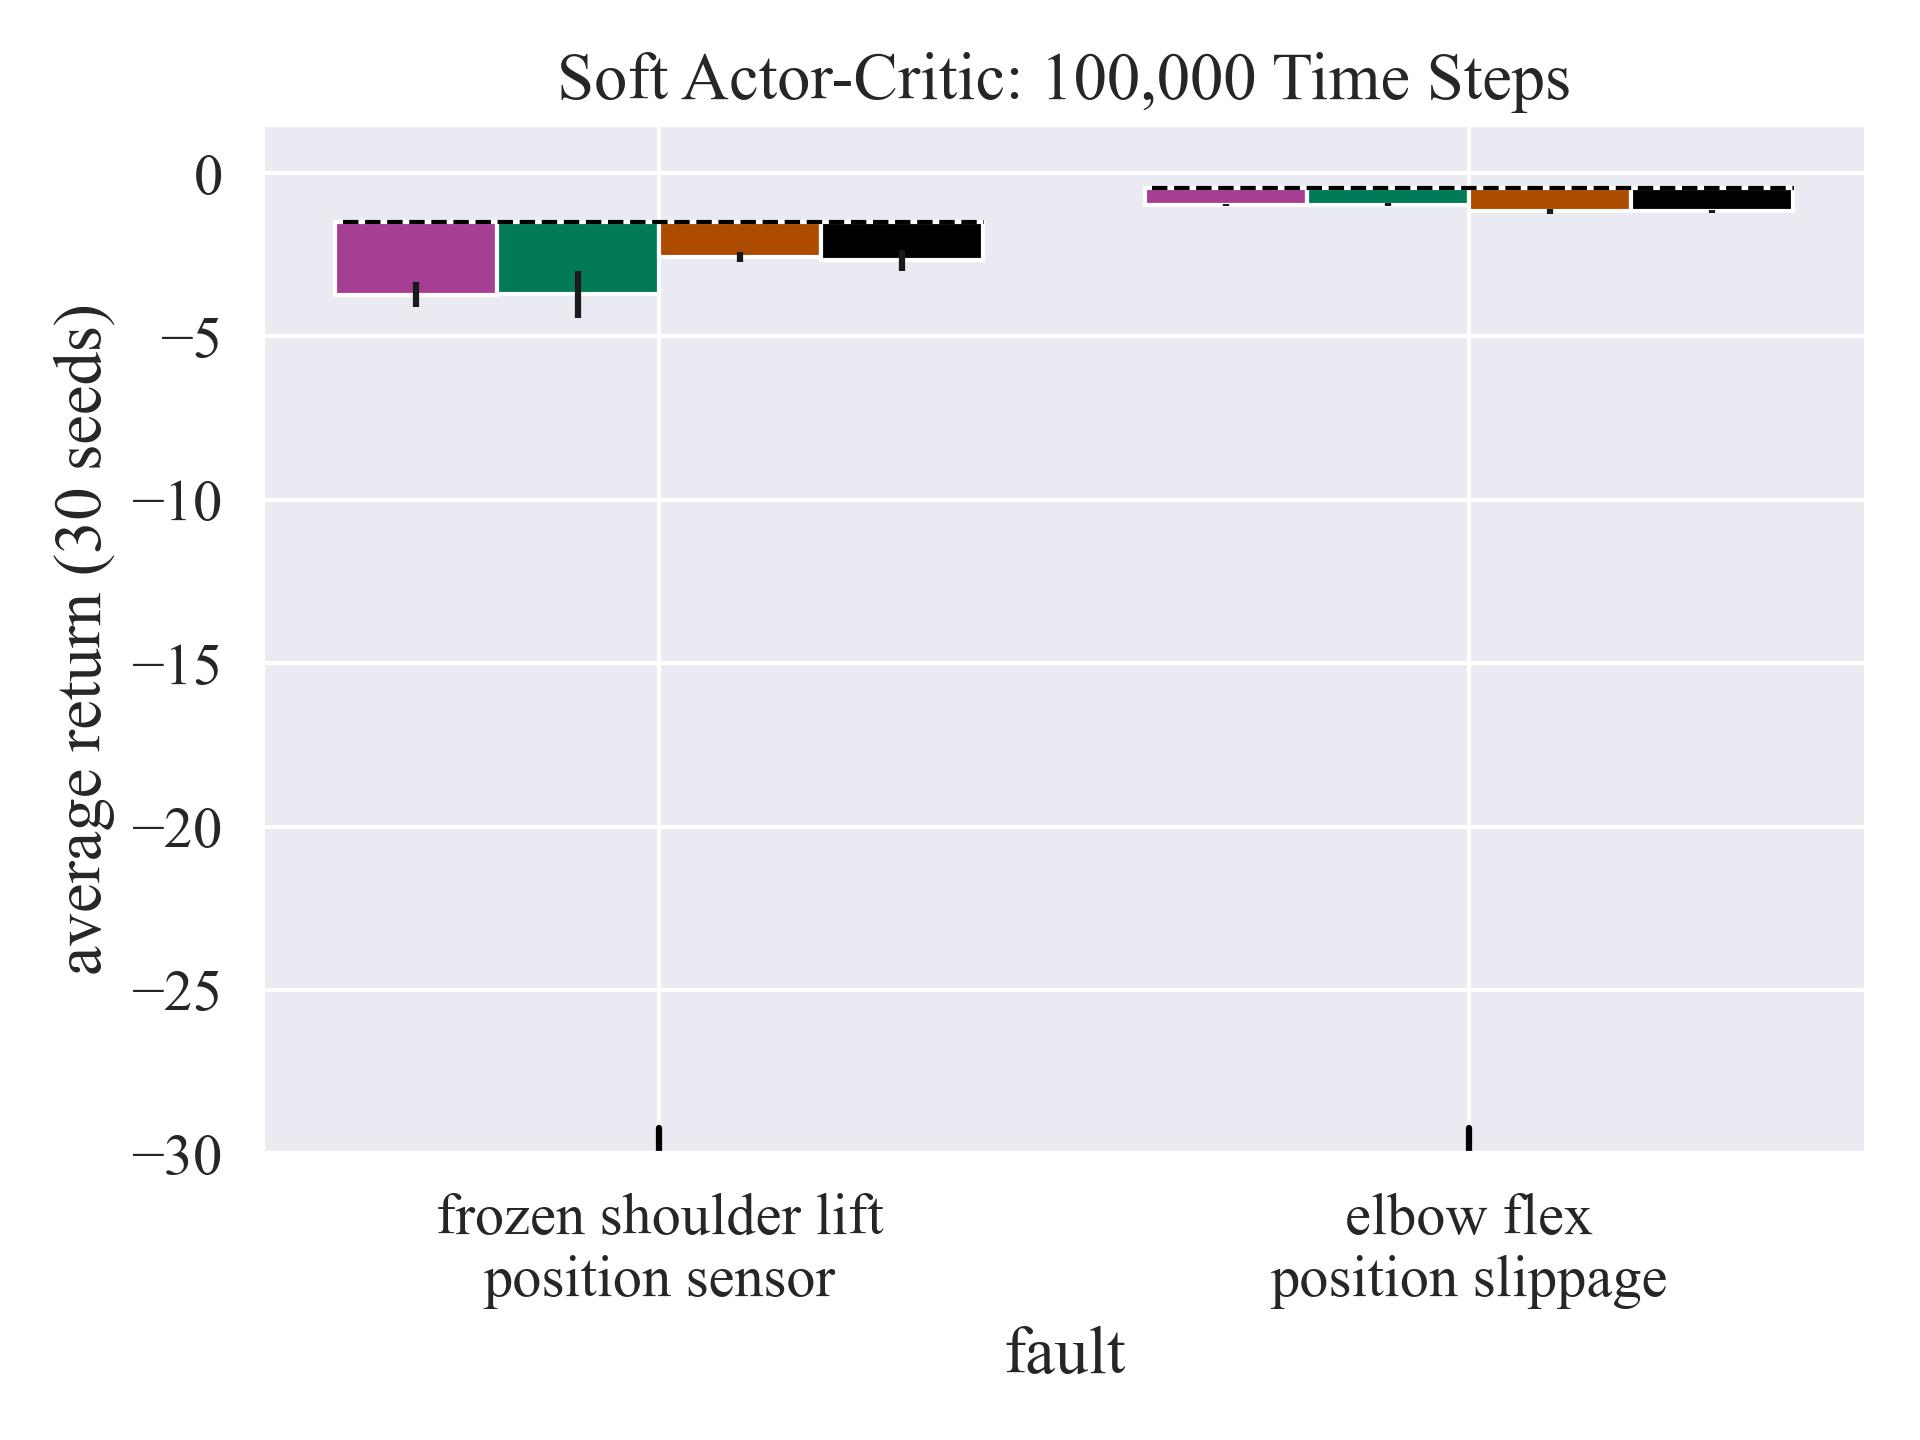 Soft Actor-Critic: 100,000 Time Steps
average return (30 seeds)
0
−5
−10
−15
−20
−25
−30
frozen shoulder lift
position sensor
elbow flex
position slippage
fault